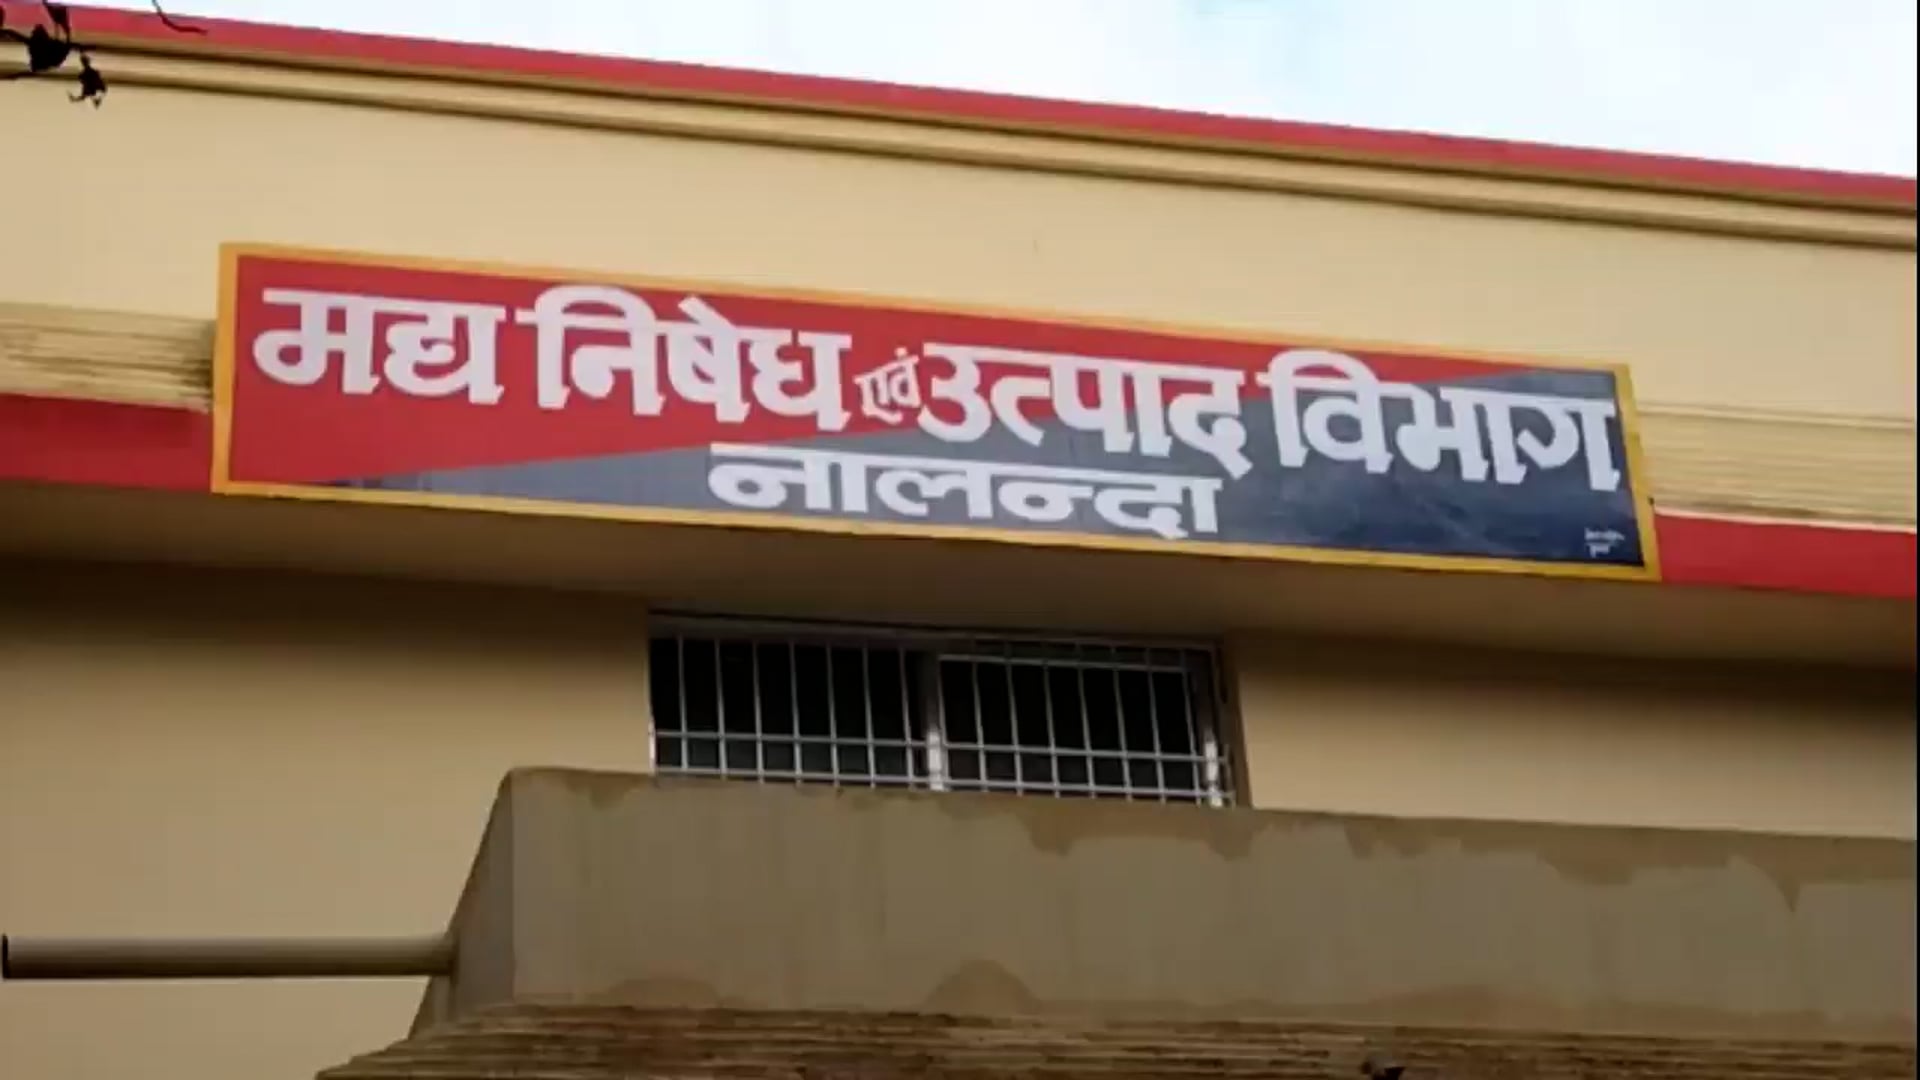 मद्य निषेध एवं उत्पाद विभाग
नालन्दा